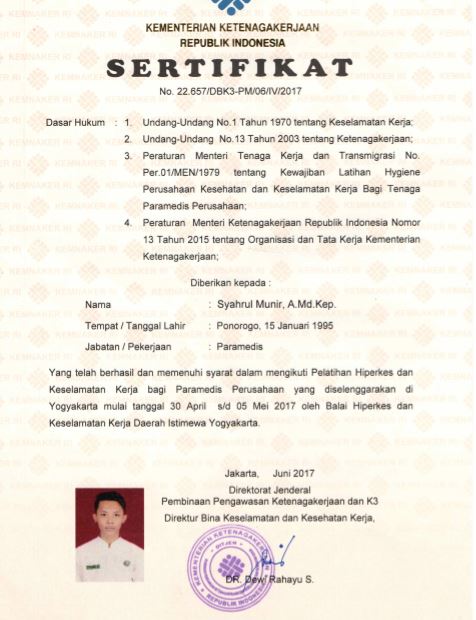 KEMENTERIAN KETENAGAKERJAAN
REPUBLIK INDONESIA
SERTIFIKAT
No. 22.657/DBK3-PM/06/IV/2017
Dasar Hukum : 1. Undang-Undang No.1 Tahun 1970 tentang Keselamatan Kerja;
2. Undang-Undang No.13 Tahun 2003 tentang Ketenagakerjaan;
3. Peraturan Menteri Tenaga Kerja dan Transmigrasi No.
Per.01/MEN/1979 tentang Kewajiban Latihan Hygiene
Perusahaan Kesehatan dan Keselamatan Kerja Bagi Tenaga
Paramedis Perusahaan;
4. Peraturan Menteri Ketenagakerjaan Republik Indonesia Nomor
13 Tahun 2015 tentang Organisasi dan Tata Kerja Kementerian
Ketenagakerjaan;
Diberikan kepada :
Nama : Syahrul Munir, A.Md.Kep.
Tempat / Tanggal Lahir : Ponorogo, 15 Januari 1995
Jabatan / Pekerjaan : Paramedis
Yang telah berhasil dan memenuhi syarat dalam mengikuti Pelatihan Hiperkes dan
Keselamatan Kerja bagi Paramedis Perusahaan yang diselenggarakan di
Yogyakarta mulai tanggal 30 April s/d 05 Mei 2017 oleh Balai Hiperkes dan
Keselamatan Kerja Daerah Istimewa Yogyakarta.
Jakarta, Juni 2017
Direktorat Jenderal
Pembinaan Pengawasan Ketenagakerjaan dan K3
Direktur Bina Keselamatan dan Kesehatan Kerja,
KEMENTERIAN KETENAGAKERJAAN
DITJEN
REPUBLIK INDONESIA
DR. Dewi Rahayu S.